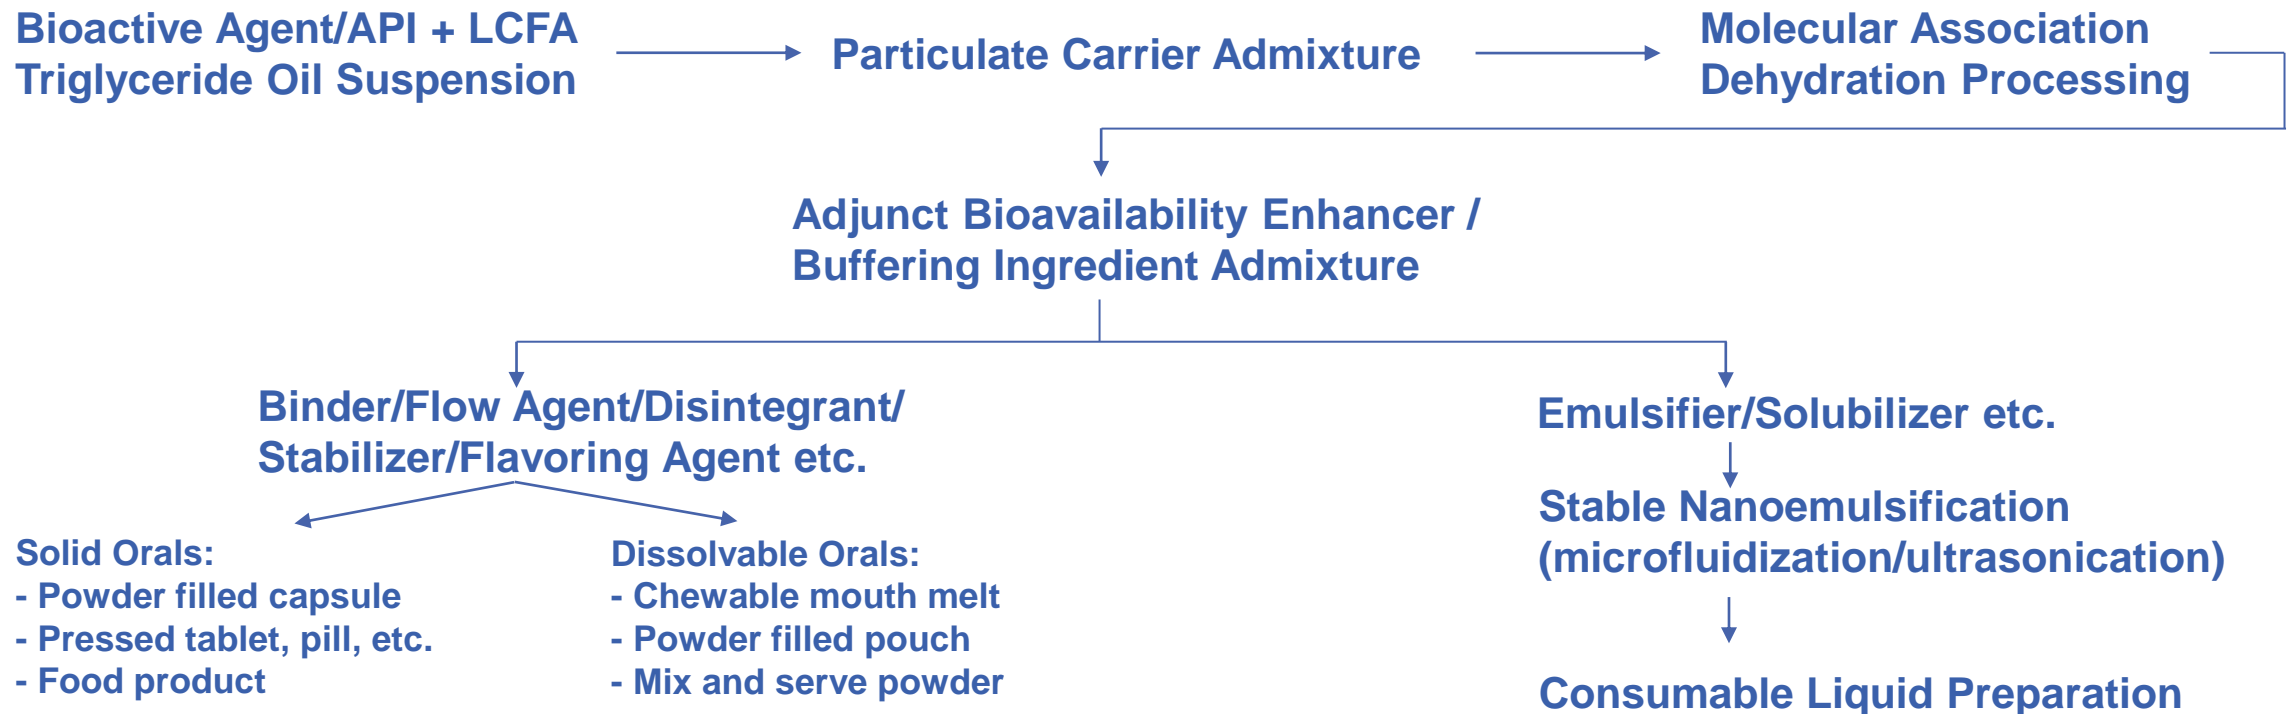 Bioactive Agent/API + LCFA
Triglyceride Oil Suspension
Particulate Carrier Admixture
Molecular Association
Dehydration Processing
Adjunct Bioavailability Enhancer /
Buffering Ingredient Admixture
Binder/Flow Agent/Disintegrant/
Stabilizer/Flavoring Agent etc.
Solid Orals:
- Powder filled capsule
- Pressed tablet, pill, etc.
- Food product
Dissolvable Orals:
- Chewable mouth melt
- Powder filled pouch
- Mix and serve powder
Emulsifier/Solubilizer etc.
Stable Nanoemulsification
(microfluidization/ultrasonication)
Consumable Liquid Preparation